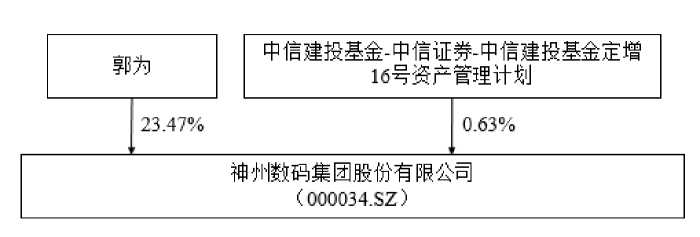 郭为
中信建投基金-中信证券-中信建投基金定增
16号资产管理计划
23.47%
0.63%
神州数码集团股份有限公司
（000034.SZ）